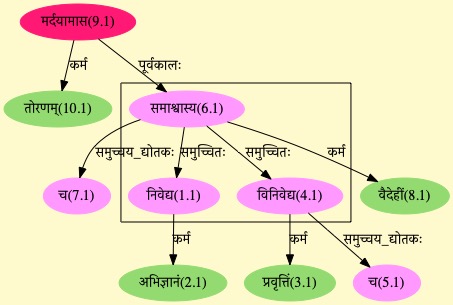 मर्दयामास(9.1)
कर्म पूर्वकालः
तोरणम्(10.1) समाश्वास्य(6.1)
समुच्चय_द्योतकः समुच्चितः समुच्चितः कर्म
च(7.1) निवेद्य(1.1) विनिवेद्य(4.1) वैदेहीं(8.1)
कर्म कर्म समुच्चय_द्योतकः
अभिज्ञानं(2.1) प्रवृत्तिं(3.1) च(5.1)